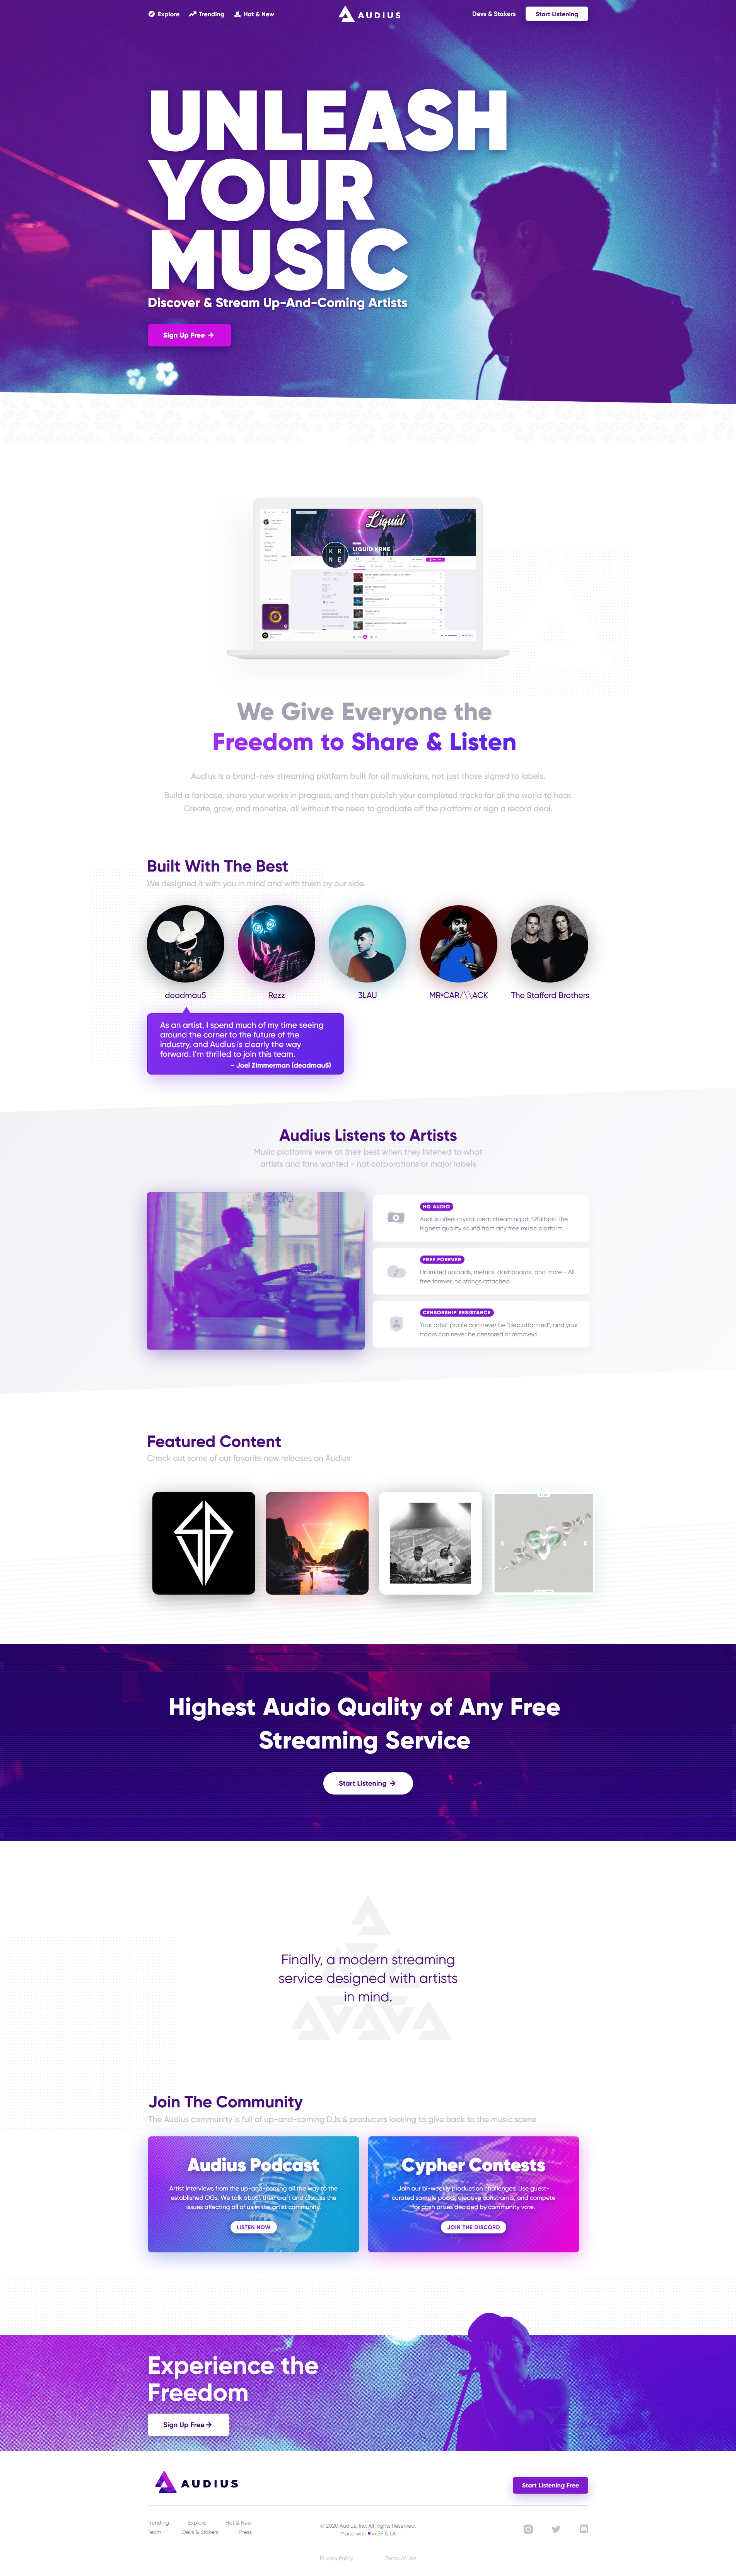 Explore
Trending
Hot & New
AUDIUS
Devs & Stakers
Start Listening
UNLEASH
YOUR
MUSIC
Discover & Stream Up-And-Coming Artists
Sign Up Free →
Liquid
KR
NE
LIQUID KRNE
We Give Everyone the
Freedom to Share & Listen
Audius is a brand-new streaming platform built for all musicians, not just those signed to labels.
Build a fanbase, share your works in progress, and then publish your completed tracks for all the world to hear.
Create, grow, and monetize, all without the need to graduate off the platform or sign a record deal.
Built With The Best
We designed it with you in mind and with them by our side.
deadmau5
Rezz
3LAU
MR•CAR/\\ACK
The Stafford Brothers
As an artist, I spend much of my time seeing
around the corner to the future of the
industry, and Audius is clearly the way
forward. I'm thrilled to join this team.
- Joel Zimmerman (deadmau5)
Audius Listens to Artists
Music platforms were at their best when they listened to what
artists and fans wanted - not corporations or major labels
HQ AUDIO
Audius offers crystal clear streaming at 320kbps! The
highest quality sound from any free music platform.
FREE FOREVER
Unlimited uploads, metrics, dashboards, and more - All
free forever, no strings attached.
CENSORSHIP RESISTANCE
Your artist profile can never be "deplatformed", and your
tracks can never be censored or removed.
Featured Content
Check out some of our favorite new releases on Audius
S L O E
Highest Audio Quality of Any Free
Streaming Service
Start Listening →
Finally, a modern streaming
service designed with artists
in mind.
Join The Community
The Audius community is full of up-and-coming DJs & producers looking to give back to the music scene
Audius Podcast
Artist interviews from the up-and-coming all the way to the
established OGs. We talk about their craft and discuss the
issues affecting all of us in the artist community.
LISTEN NOW
Cypher Contests
Join our bi-weekly production challenges! Use guest-
curated sample packs, creative constraints, and compete
for cash prizes decided by community vote.
JOIN THE DISCORD
Experience the
Freedom
Sign Up Free →
AUDIUS
Start Listening Free
Trending
Explore
Hot & New
Team
Devs & Stakers
Press
© 2020 Audius, Inc. All Rights Reserved.
Made with ♥ in SF & LA
Privacy Policy
Terms of Use